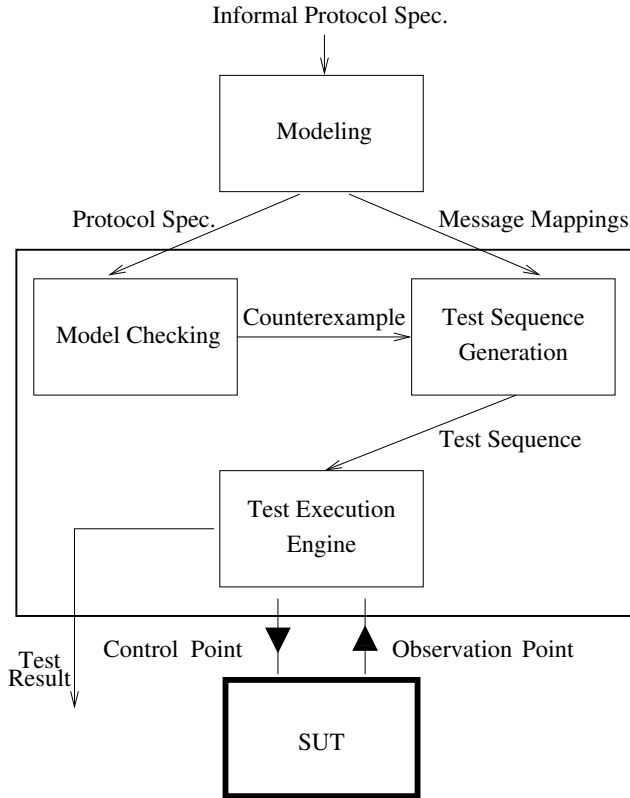 Informal Protocol Spec.
Modeling
Protocol Spec.
Message Mappings
Model Checking
Counterexample
Test Sequence
Generation
Test Sequence
Test Execution
Engine
Test
Result
Control Point
Observation Point
SUT